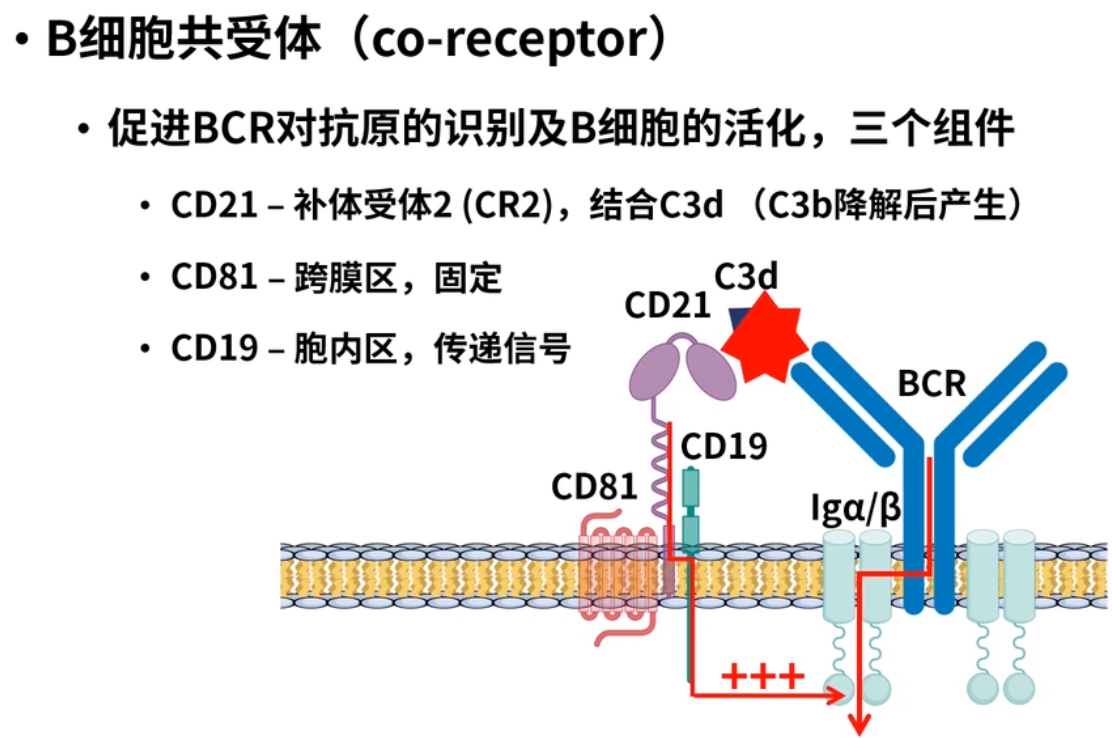 • B细胞共受体（co-receptor）
• 促进BCR对抗原的识别及B细胞的活化，三个组件
• CD21 – 补体受体2 (CR2)，结合C3d （C3b降解后产生）
• CD81 – 跨膜区，固定
• CD19 – 胞内区，传递信号
C3d
CD21
BCR
CD19
CD81
Igα/β
+++